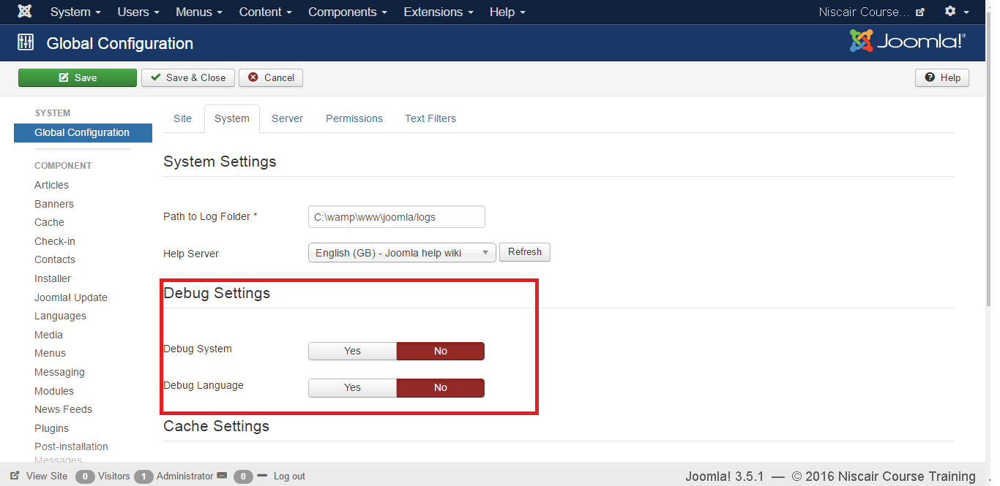 System Users Menus Content Components Extensions Help Niscair Course...
Global Configuration Joomla!®
Save Save & Close Cancel Help
SYSTEM
Global Configuration
COMPONENT
Articles
Banners
Cache
Check-in
Contacts
Installer
Joomla! Update
Languages
Media
Menus
Messaging
Modules
News Feeds
Plugins
Post-installation
Messages
Site System Server Permissions Text Filters
System Settings
Path to Log Folder * C:\wamp\www\joomla/logs
Help Server English (GB) - Joomla help wiki Refresh
Debug Settings
Debug System Yes No
Debug Language Yes No
Cache Settings
View Site 0 Visitors 1 Administrator 0 Log out Joomla! 3.5.1 — © 2016 Niscair Course Training